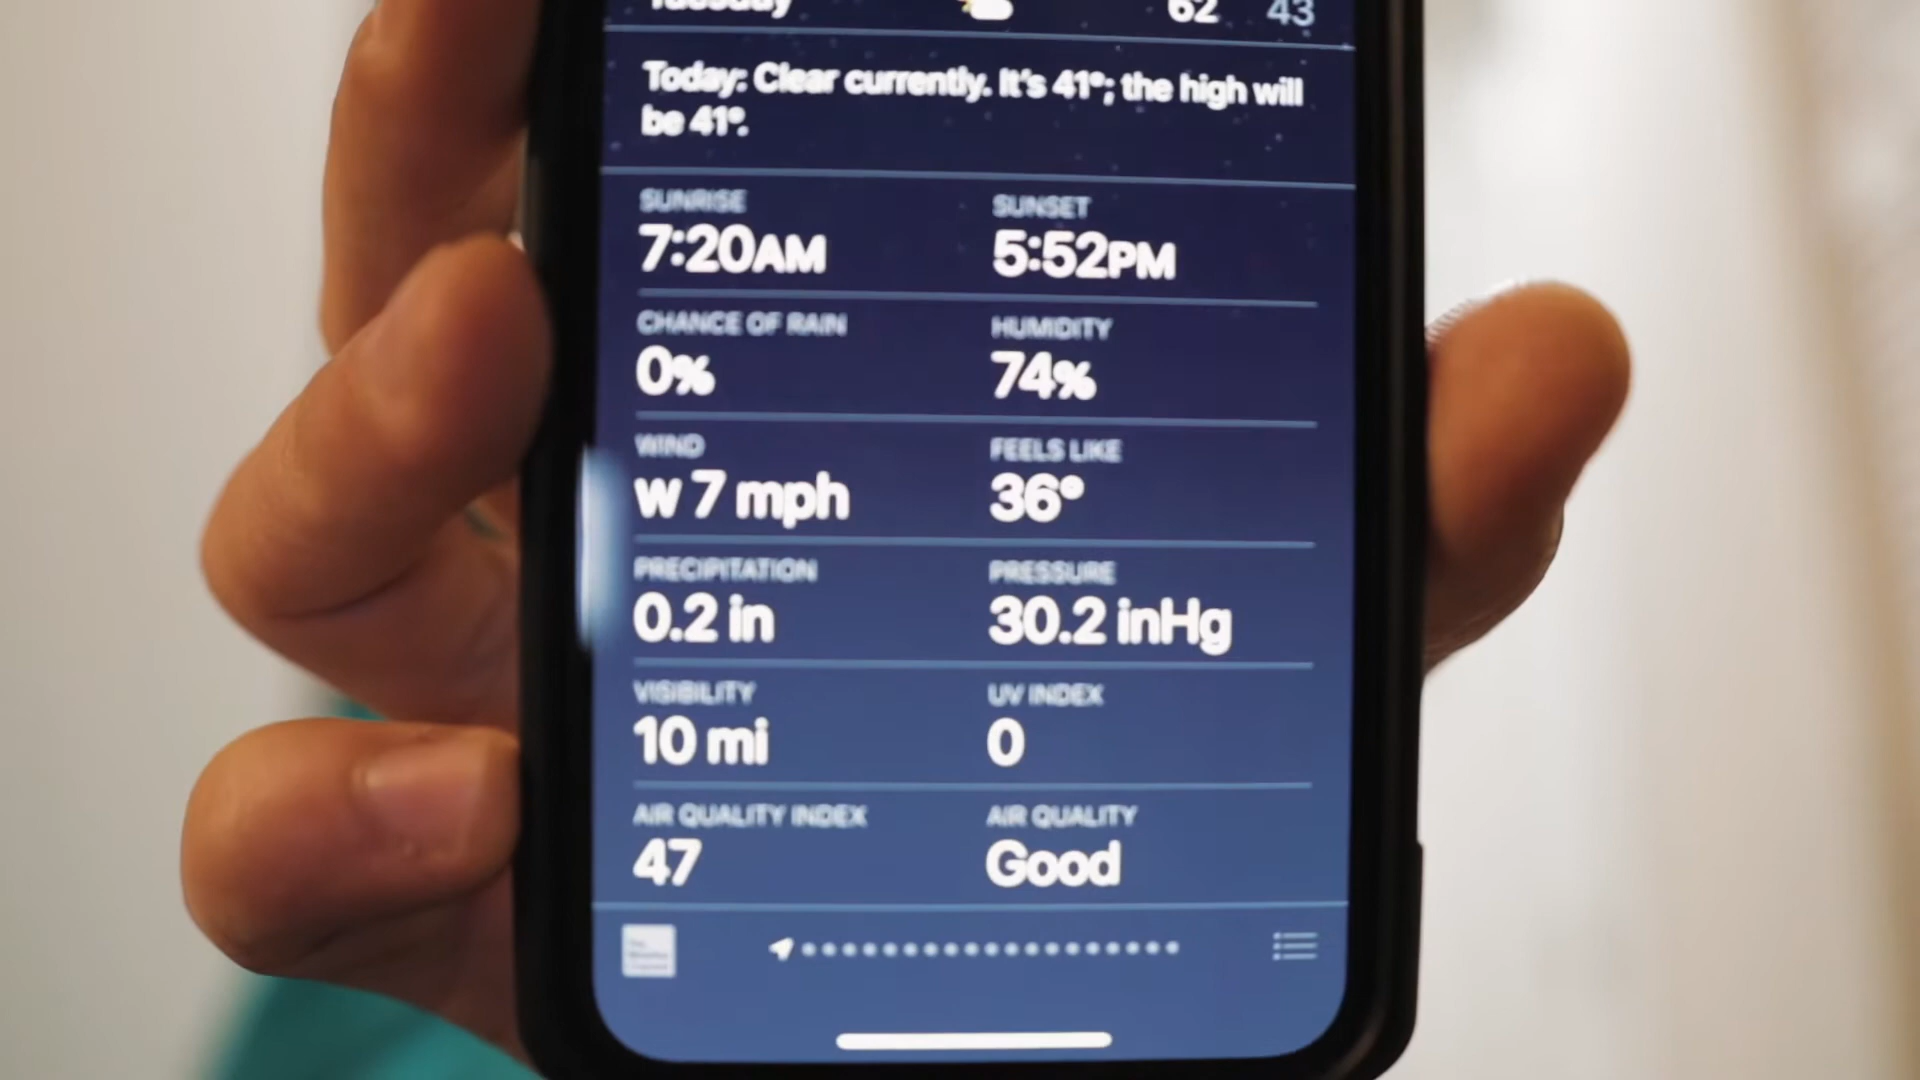 Tuesday 62 43
Today: Clear currently. It's 41°; the high will
be 41°.
SUNRISE SUNSET
7:20AM 5:52PM
CHANCE OF RAIN HUMIDITY
0% 74%
WIND FEELS LIKE
w 7 mph 36°
PRECIPITATION PRESSURE
0.2 in 30.2 inHg
VISIBILITY UV INDEX
10 mi 0
AIR QUALITY INDEX AIR QUALITY
47 Good